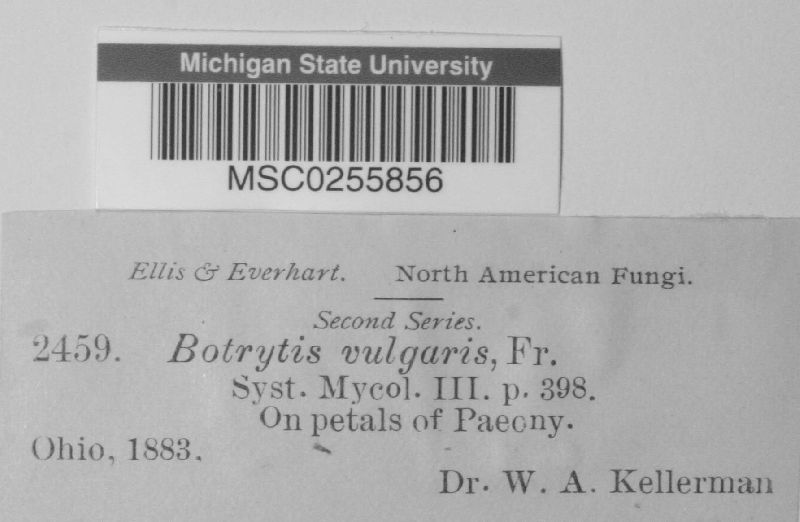 Michigan State University
MSC0255856
Ellis & Everhart. North American Fungi.
Second Series.
2459. Botrytis vulgaris, Fr.
Syst. Mycol. III. p. 398.
On petals of Paeony.
Ohio, 1883.
Dr. W. A. Kellerman